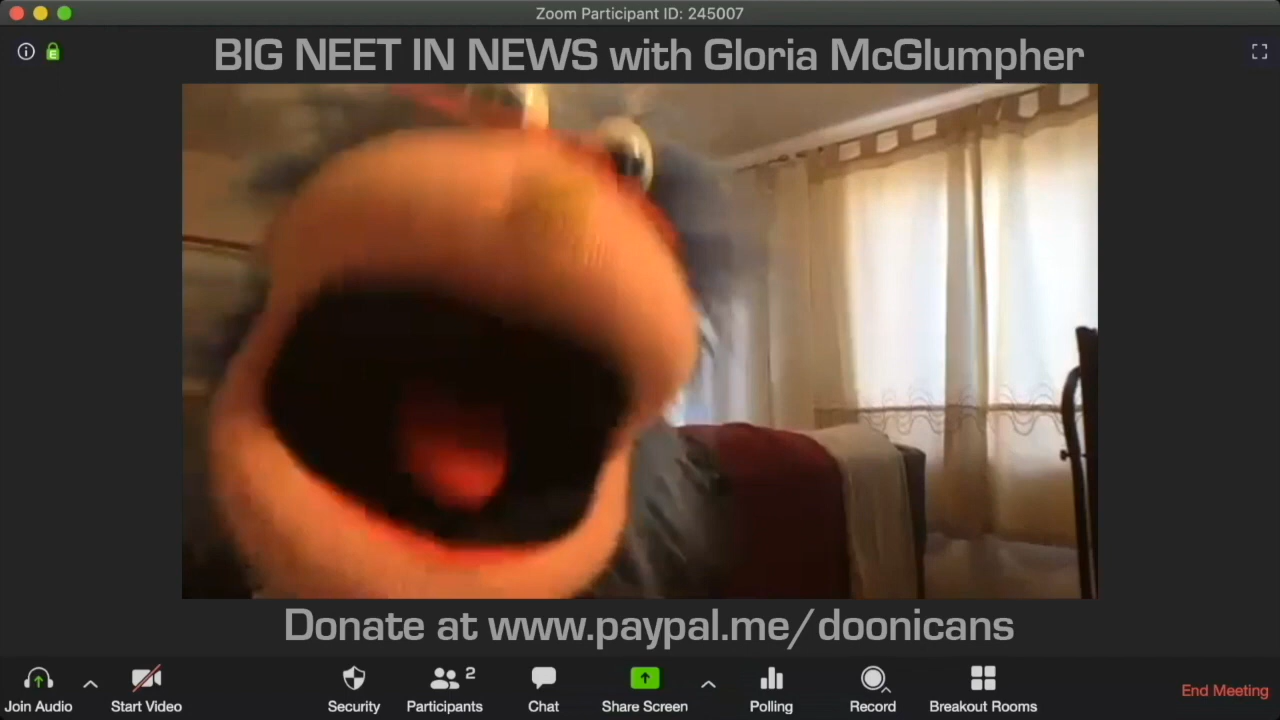 Zoom Participant ID: 245007
E
BIG NEET IN NEWS with Gloria McGlumpher
Donate at www.paypal.me/doonicans
2
Join Audio Start Video Security Participants Chat Share Screen Polling Record Breakout Rooms End Meeting